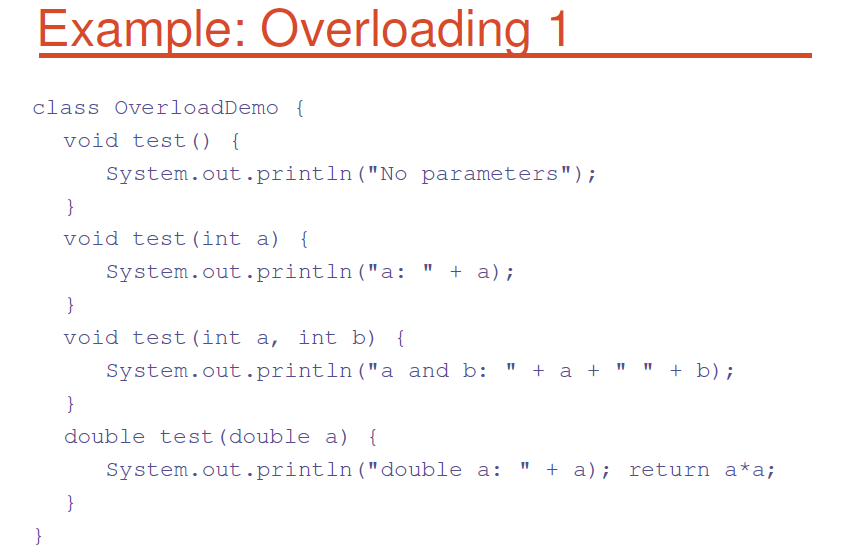 Example: Overloading 1
class OverloadDemo {
void test() {
System.out.println("No parameters");
}
void test(int a) {
System.out.println("a: " + a);
}
void test(int a, int b) {
System.out.println("a and b: " + a + " " + b);
}
double test(double a) {
System.out.println("double a: " + a); return a*a;
}
}